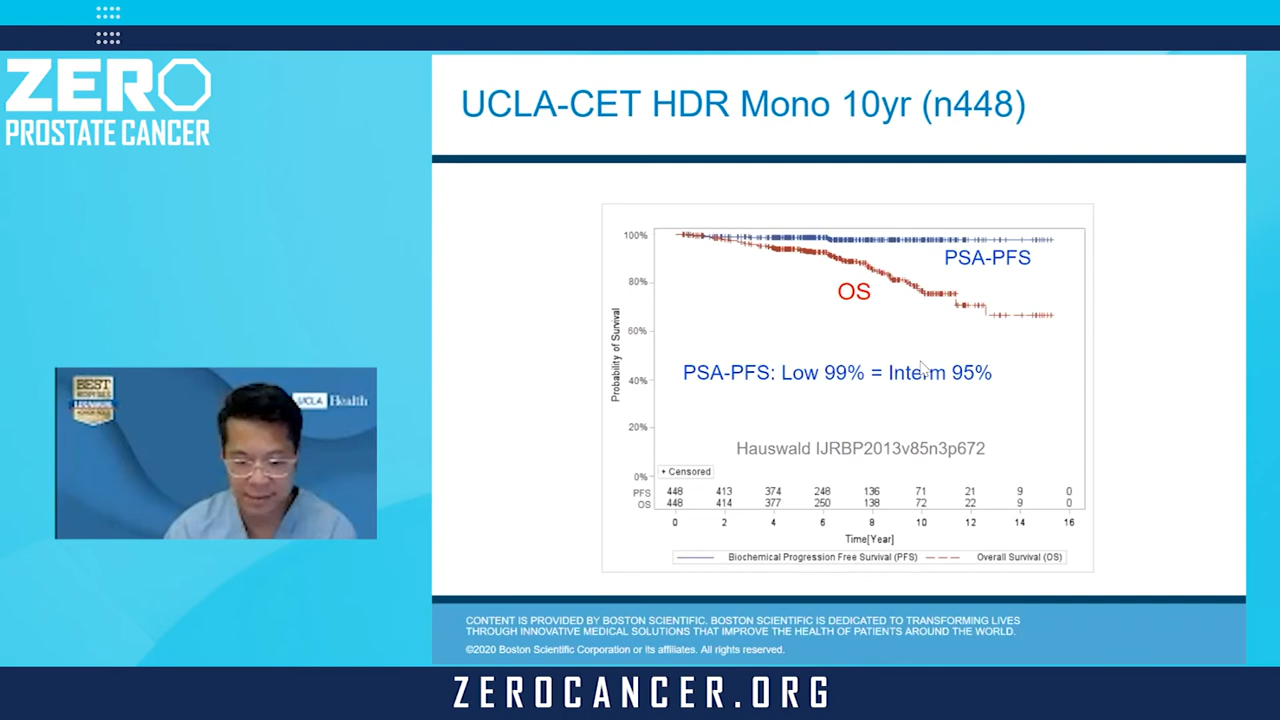 ZERO
PROSTATE CANCER
UCLA-CET HDR Mono 10yr (n448)
100%
80%
60%
40%
20%
0%
Probability of Survival
PSA-PFS
OS
PSA-PFS: Low 99% = Interm 95%
Hauswald IJRBP2013v85n3p672
+ Censored
PFS 448 413 374 248 136 71 21 9 0
OS 448 414 377 250 138 72 22 9 0
0 2 4 6 8 10 12 14 16
Time[Year]
Biochemical Progression Free Survival (PFS) Overall Survival (OS)
BEST
HOSPITALS
UCLA Health
CONTENT IS PROVIDED BY BOSTON SCIENTIFIC. BOSTON SCIENTIFIC IS DEDICATED TO TRANSFORMING LIVES
THROUGH INNOVATIVE MEDICAL SOLUTIONS THAT IMPROVE THE HEALTH OF PATIENTS AROUND THE WORLD.
©2020 Boston Scientific Corporation or its affiliates. All rights reserved.
ZEROCANCER.ORG